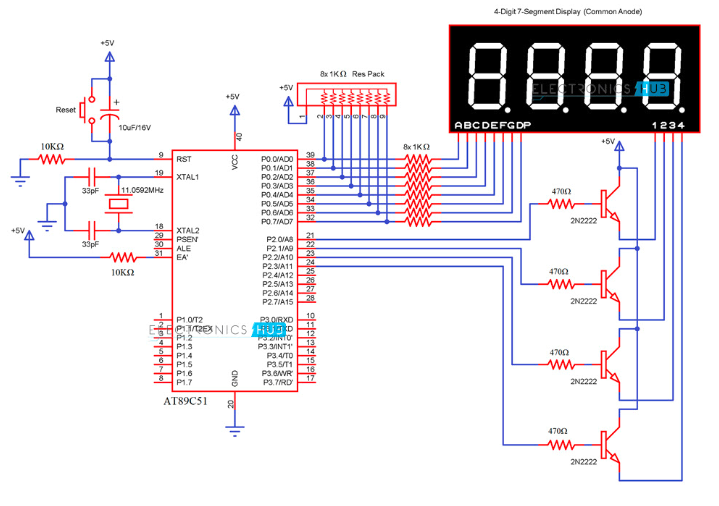 4-Digit 7-Segment Display (Common Anode)
ELECTRONICS HUB
ABCDEFGDP
1234
+5V
+5V
Reset
+
10uF/16V
+5V
+5V
8x 1KΩ Res Pack
1 2 3 4 5 6 7 8 9
10KΩ
40
VCC
9 RST
19 XTAL1
33pF
11.0592MHz
33pF
18 XTAL2
29 PSEN'
30 ALE
31 EA'
+5V
10KΩ
1 P1.0/T2
2 P1.1/T2EX
3 P1.2
4 P1.3
5 P1.4
6 P1.5
7 P1.6
8 P1.7
ELECTRONICS HUB
P0.0/AD0 39
P0.1/AD1 38
P0.2/AD2 37
P0.3/AD3 36
P0.4/AD4 35
P0.5/AD5 34
P0.6/AD6 33
P0.7/AD7 32
8x 1KΩ
P2.0/A8 21
P2.1/A9 22
P2.2/A10 23
P2.3/A11 24
P2.4/A12 25
P2.5/A13 26
P2.6/A14 27
P2.7/A15 28
P3.0/RXD 10
11
P3.2/INT0' 12
P3.3/INT1' 13
P3.4/T0 14
P3.5/T1 15
P3.6/WR' 16
P3.7/RD' 17
GND
20
AT89C51
470Ω
2N2222
470Ω
2N2222
470Ω
2N2222
470Ω
2N2222